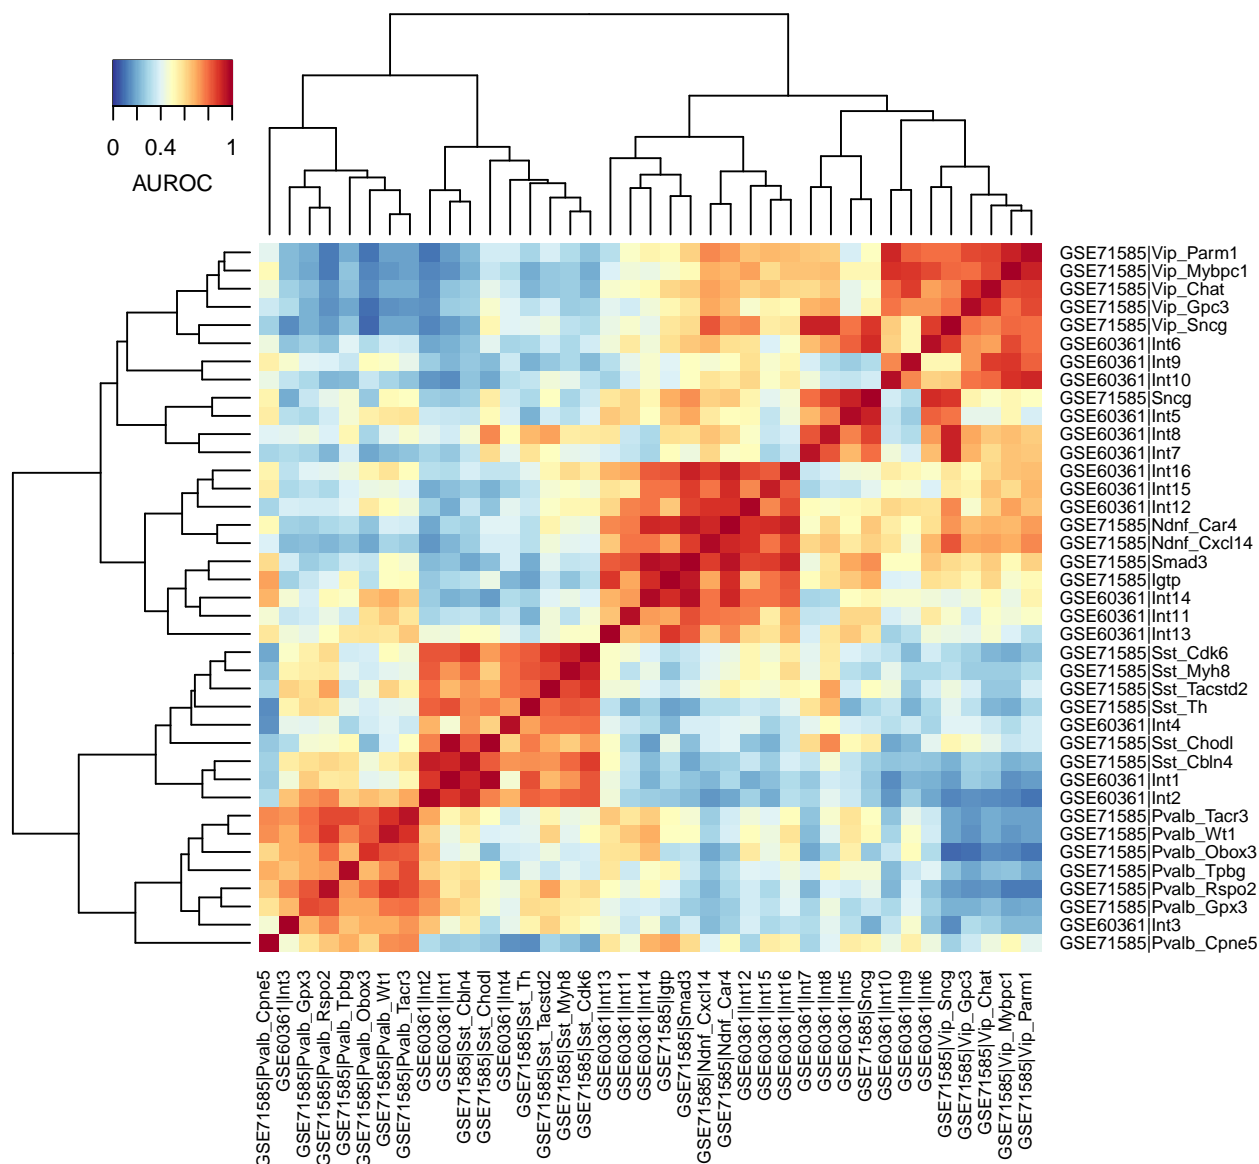 0 0.4 1
AUROC
GSE71585|Vip_Parm1
GSE71585|Vip_Mybpc1
GSE71585|Vip_Chat
GSE71585|Vip_Gpc3
GSE71585|Vip_Sncg
GSE60361|Int6
GSE60361|Int9
GSE60361|Int10
GSE71585|Sncg
GSE60361|Int5
GSE60361|Int8
GSE60361|Int7
GSE60361|Int16
GSE60361|Int15
GSE60361|Int12
GSE71585|Ndnf_Car4
GSE71585|Ndnf_Cxcl14
GSE71585|Smad3
GSE71585|Igtp
GSE60361|Int14
GSE60361|Int11
GSE60361|Int13
GSE71585|Sst_Cdk6
GSE71585|Sst_Myh8
GSE71585|Sst_Tacstd2
GSE71585|Sst_Th
GSE60361|Int4
GSE71585|Sst_Chodl
GSE71585|Sst_Cbln4
GSE60361|Int1
GSE60361|Int2
GSE71585|Pvalb_Tacr3
GSE71585|Pvalb_Wt1
GSE71585|Pvalb_Obox3
GSE71585|Pvalb_Tpbg
GSE71585|Pvalb_Rspo2
GSE71585|Pvalb_Gpx3
GSE60361|Int3
GSE71585|Pvalb_Cpne5
GSE71585|Pvalb_Cpne5
GSE60361|Int3
GSE71585|Pvalb_Gpx3
GSE71585|Pvalb_Rspo2
GSE71585|Pvalb_Tpbg
GSE71585|Pvalb_Obox3
GSE71585|Pvalb_Wt1
GSE71585|Pvalb_Tacr3
GSE60361|Int2
GSE60361|Int1
GSE71585|Sst_Cbln4
GSE71585|Sst_Chodl
GSE60361|Int4
GSE71585|Sst_Th
GSE71585|Sst_Tacstd2
GSE71585|Sst_Myh8
GSE71585|Sst_Cdk6
GSE60361|Int13
GSE60361|Int11
GSE60361|Int14
GSE71585|Igtp
GSE71585|Smad3
GSE71585|Ndnf_Cxcl14
GSE71585|Ndnf_Car4
GSE60361|Int12
GSE60361|Int15
GSE60361|Int16
GSE60361|Int7
GSE60361|Int8
GSE60361|Int5
GSE71585|Sncg
GSE60361|Int10
GSE60361|Int9
GSE60361|Int6
GSE71585|Vip_Sncg
GSE71585|Vip_Gpc3
GSE71585|Vip_Chat
GSE71585|Vip_Mybpc1
GSE71585|Vip_Parm1